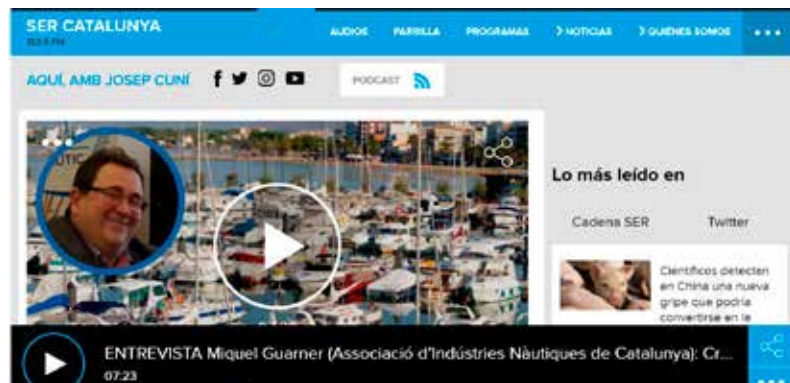 SER CATALUNYA
AUDIOS PARRILLA PROGRAMAS > NOTICIAS > QUIÉNES SOMOS
AQUÍ, AMB JOSEP CUNÍ
PODCAST
UTIC
Lo más leído en
Cadena SER Twitter
Científicos detectan
en China una nueva
gripe que podría
convertirse en la
ENTREVISTA Miquel Guarner (Associació d'Indústries Nàutiques de Catalunya): Cr...
07:23